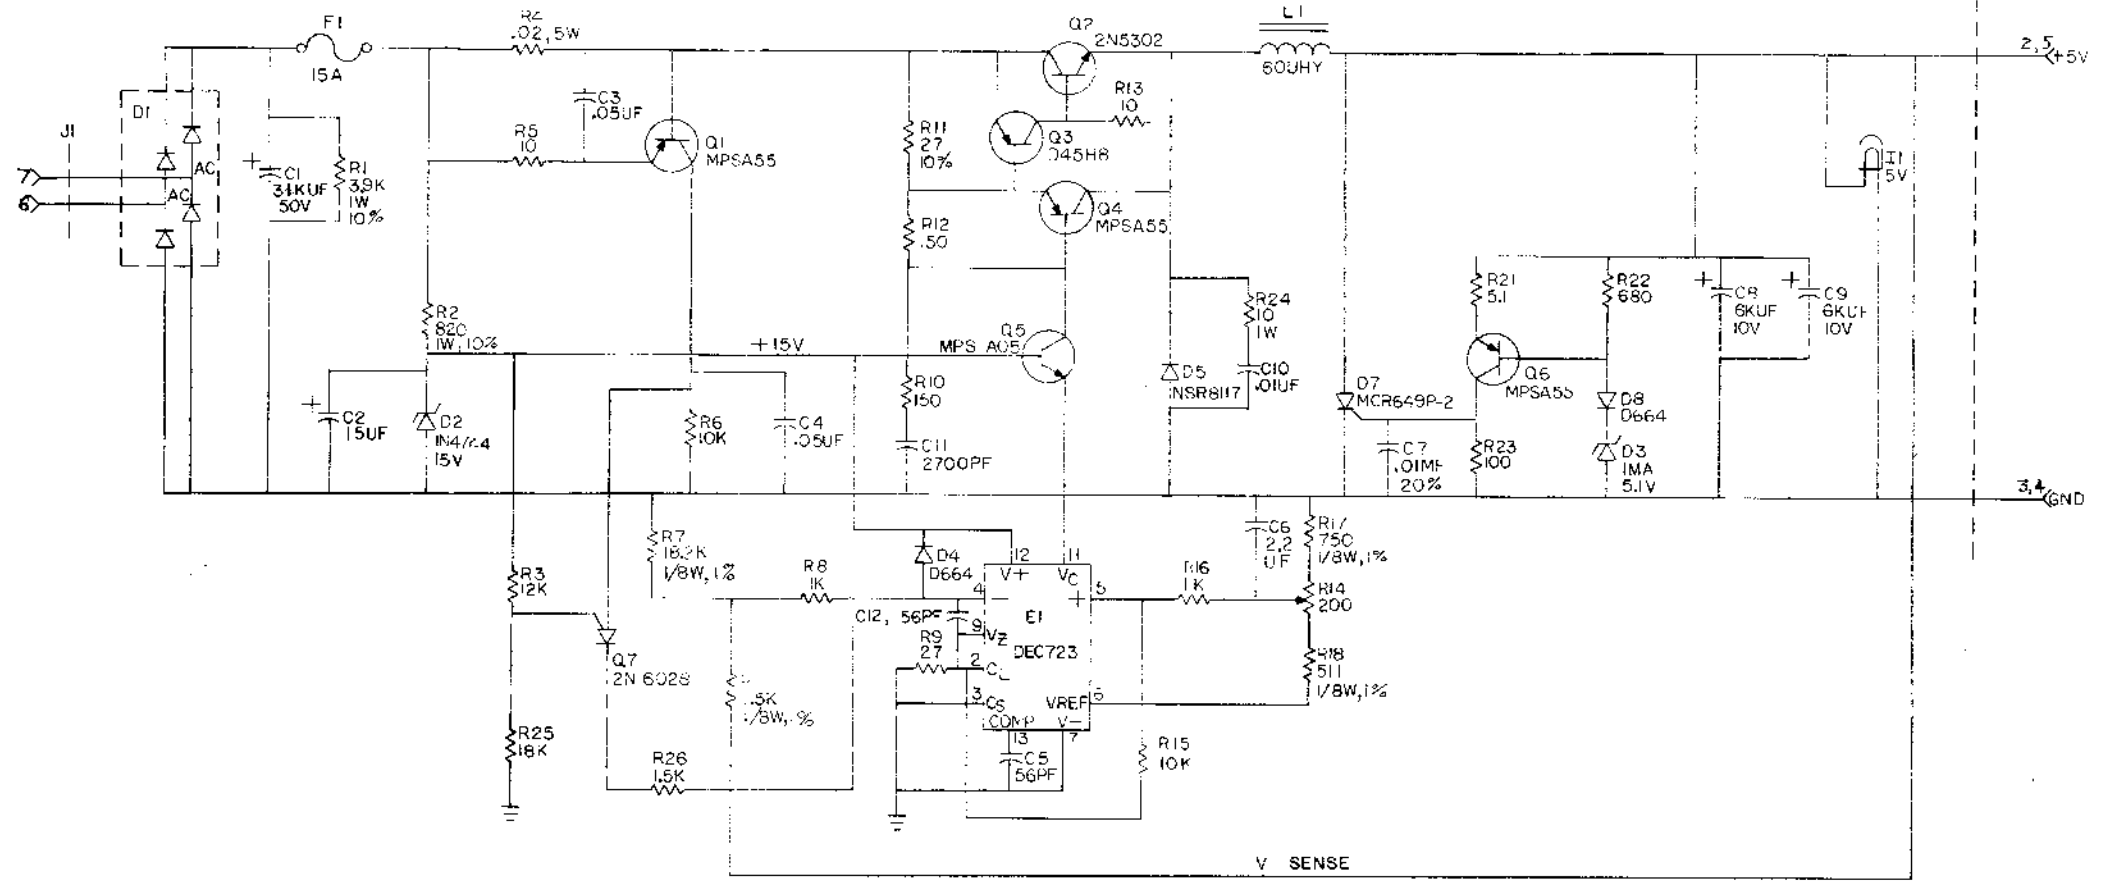 F1
15A
R4
.02, 5W
Q2
2N5302
L1
60UHY
2,5
+5V
J1
7
6
D1
AC
AC
+
C1
31KUF
50V
R1
3.9K
1W
10%
C3
.05UF
R5
10
Q1
MPSA55
R11
27
10%
R13
10
Q3
D45H8
Q4
MPSA55
R12
.50
I1
5V
R2
820
1W, 10%
+15V
Q5
MPS A05
R10
150
C11
2700PF
R24
10
1W
C10
.01UF
D5
NSR8117
D7
MCR649P-2
R21
5.1
R22
680
+
C8
6KUF
10V
+
C9
6KUF
10V
Q6
MPSA55
D8
D664
D3
1MA
5.1V
C7
.01MF
20%
R23
100
+
C2
15UF
D2
15V
R6
10K
C4
.05UF
3,4
GND
R7
18.2K
1/8W, 1%
R3
12K
Q7
2N 6028
R25
18K
R26
1.5K
R8
1K
D4
D664
C12, 56PF
R9
27
.5K
1/8W, %
12
V+
11
VC
4
−
+
5
E1
9
VZ
DEC723
2
CL
3
CS
VREF
6
COMP
V−
13
7
C5
56PF
R15
10K
R16
1K
C6
2.2
UF
R17
750
1/8W, 1%
R14
200
R18
511
1/8W, 1%
V SENSE